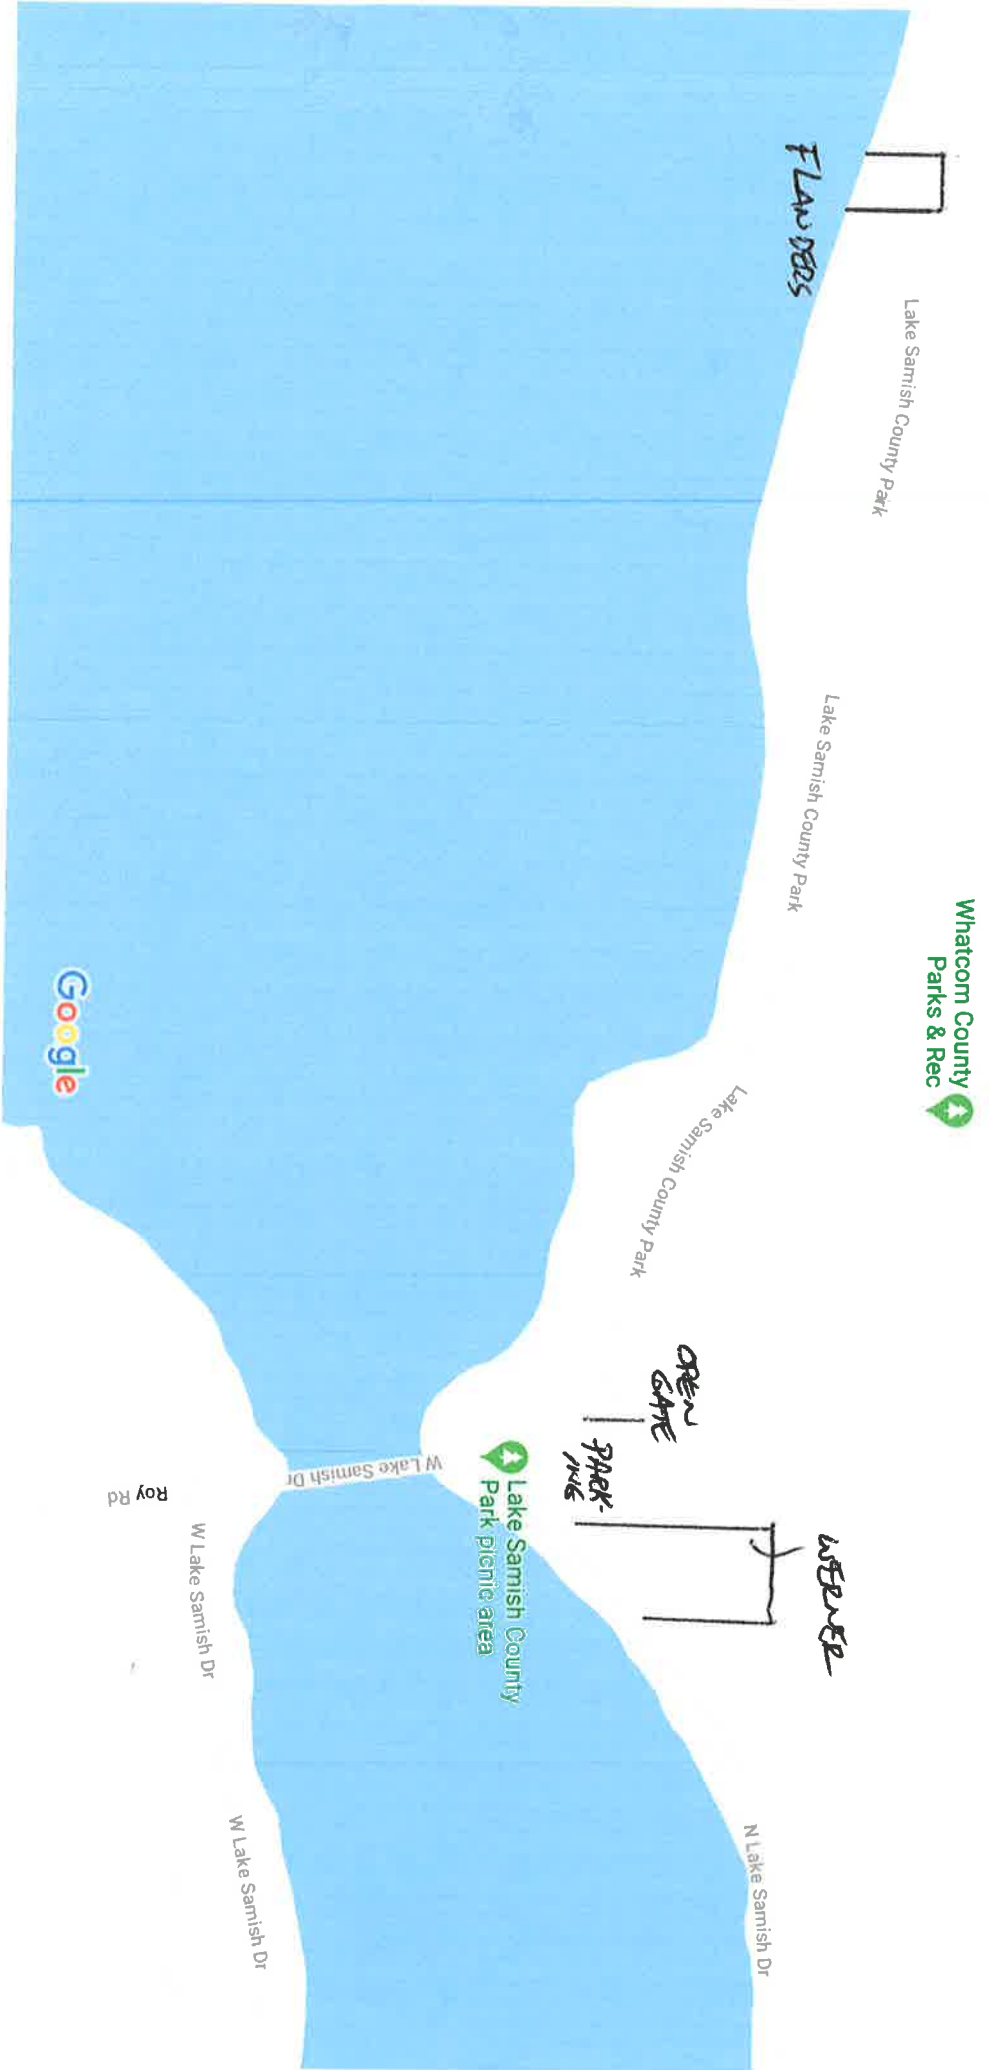 FLANDERS
Lake Samish County Park
Lake Samish County Park
Whatcom County
Parks & Rec
Google
Lake Samish County Park
OPEN
GATE
PARK-
ING
WERNER
W Lake Samish Dr
Lake Samish County
Park picnic area
Roy Rd
W Lake Samish Dr
W Lake Samish Dr
N Lake Samish Dr